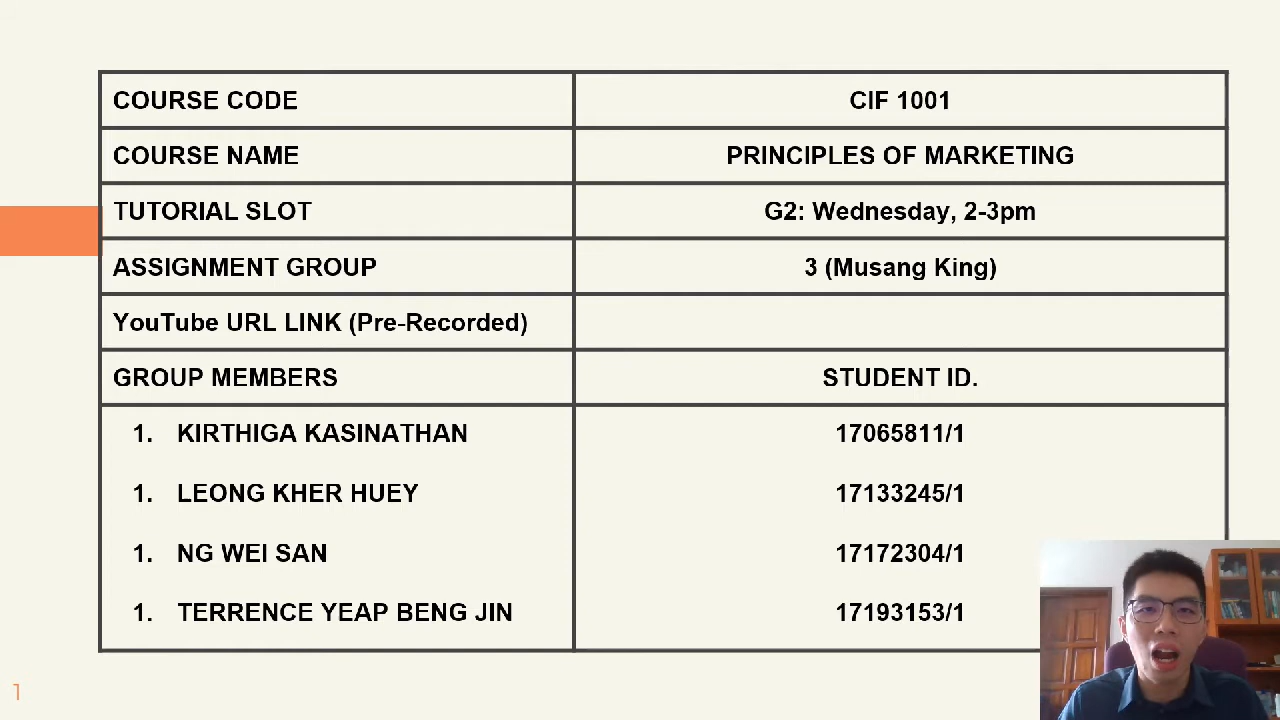 COURSE CODE CIF 1001
COURSE NAME PRINCIPLES OF MARKETING
TUTORIAL SLOT G2: Wednesday, 2-3pm
ASSIGNMENT GROUP 3 (Musang King)
YouTube URL LINK (Pre-Recorded)
GROUP MEMBERS STUDENT ID.
1. KIRTHIGA KASINATHAN 17065811/1
1. LEONG KHER HUEY 17133245/1
1. NG WEI SAN 17172304/1
1. TERRENCE YEAP BENG JIN 17193153/1
1